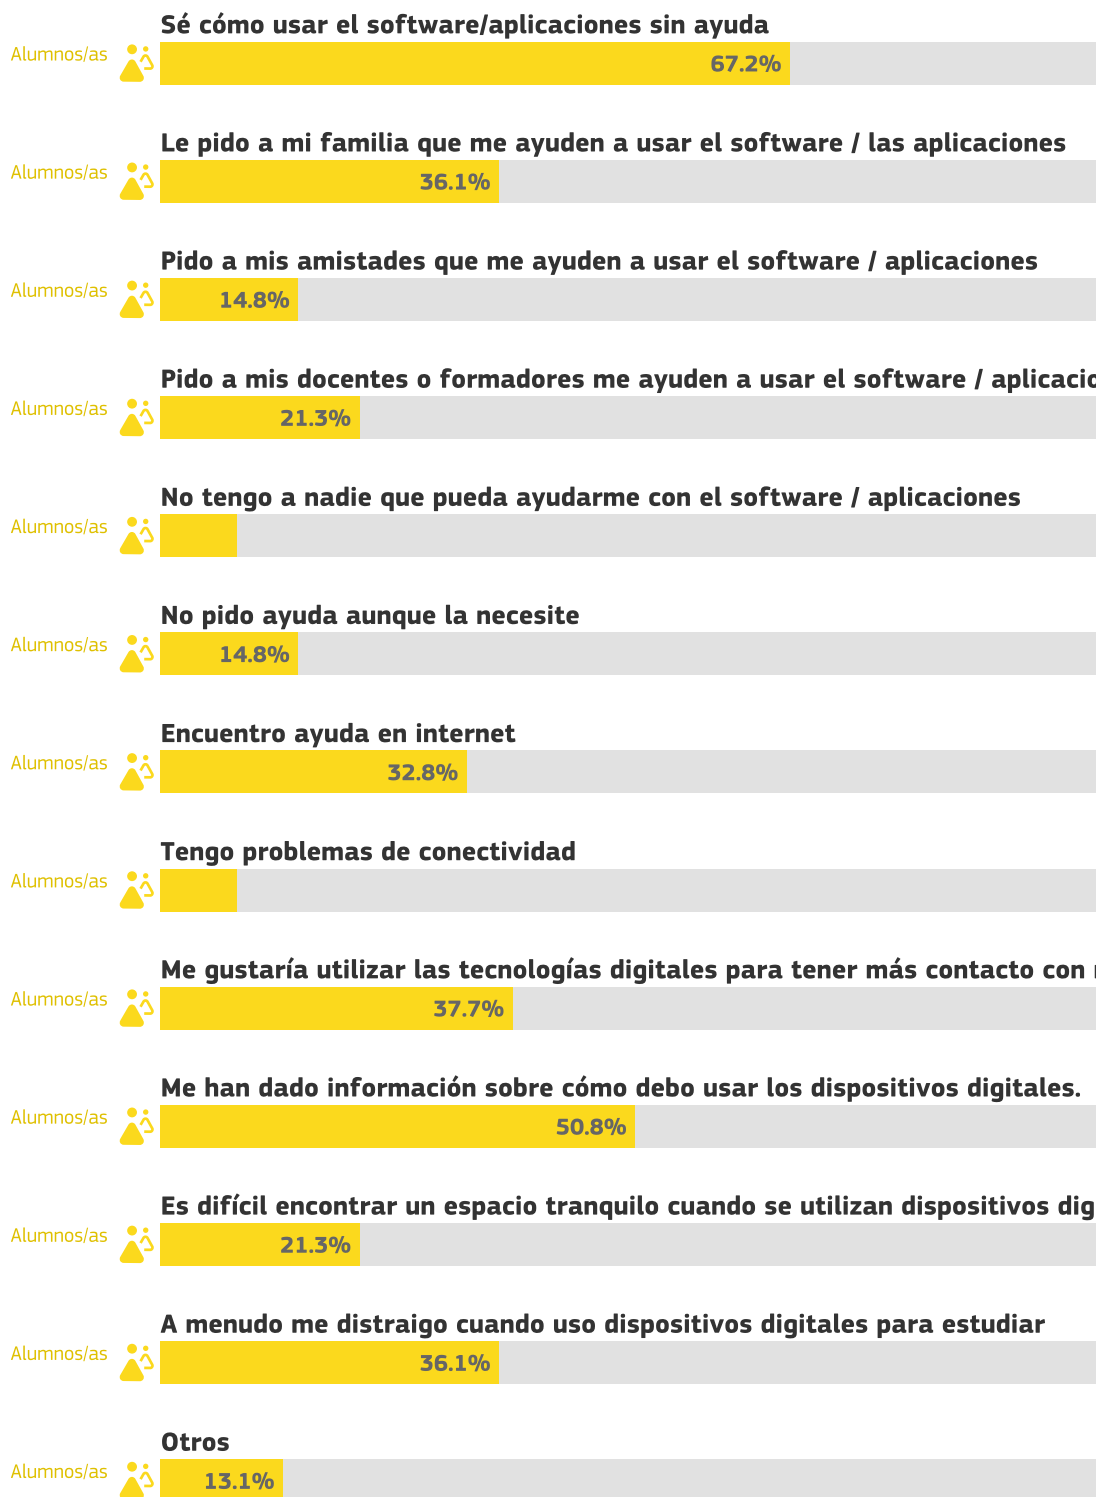 Sé cómo usar el software/aplicaciones sin ayuda
Alumnos/as
67.2%
Le pido a mi familia que me ayuden a usar el software / las aplicaciones
Alumnos/as
36.1%
Pido a mis amistades que me ayuden a usar el software / aplicaciones
Alumnos/as
14.8%
Pido a mis docentes o formadores me ayuden a usar el software / aplicacio
Alumnos/as
21.3%
No tengo a nadie que pueda ayudarme con el software / aplicaciones
Alumnos/as
No pido ayuda aunque la necesite
Alumnos/as
14.8%
Encuentro ayuda en internet
Alumnos/as
32.8%
Tengo problemas de conectividad
Alumnos/as
Me gustaría utilizar las tecnologías digitales para tener más contacto con
Alumnos/as
37.7%
Me han dado información sobre cómo debo usar los dispositivos digitales.
Alumnos/as
50.8%
Es difícil encontrar un espacio tranquilo cuando se utilizan dispositivos dig
Alumnos/as
21.3%
A menudo me distraigo cuando uso dispositivos digitales para estudiar
Alumnos/as
36.1%
Otros
Alumnos/as
13.1%